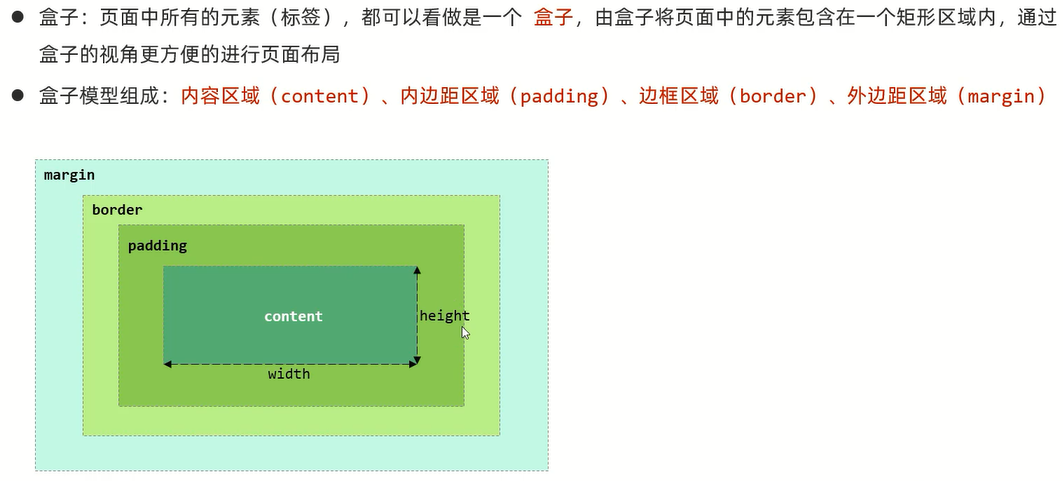 ● 盒子：页面中所有的元素（标签），都可以看做是一个 盒子，由盒子将页面中的元素包含在一个矩形区域内，通过
盒子的视角更方便的进行页面布局
● 盒子模型组成：内容区域（content）、内边距区域（padding）、边框区域（border）、外边距区域（margin）
margin
border
padding
content
height
width